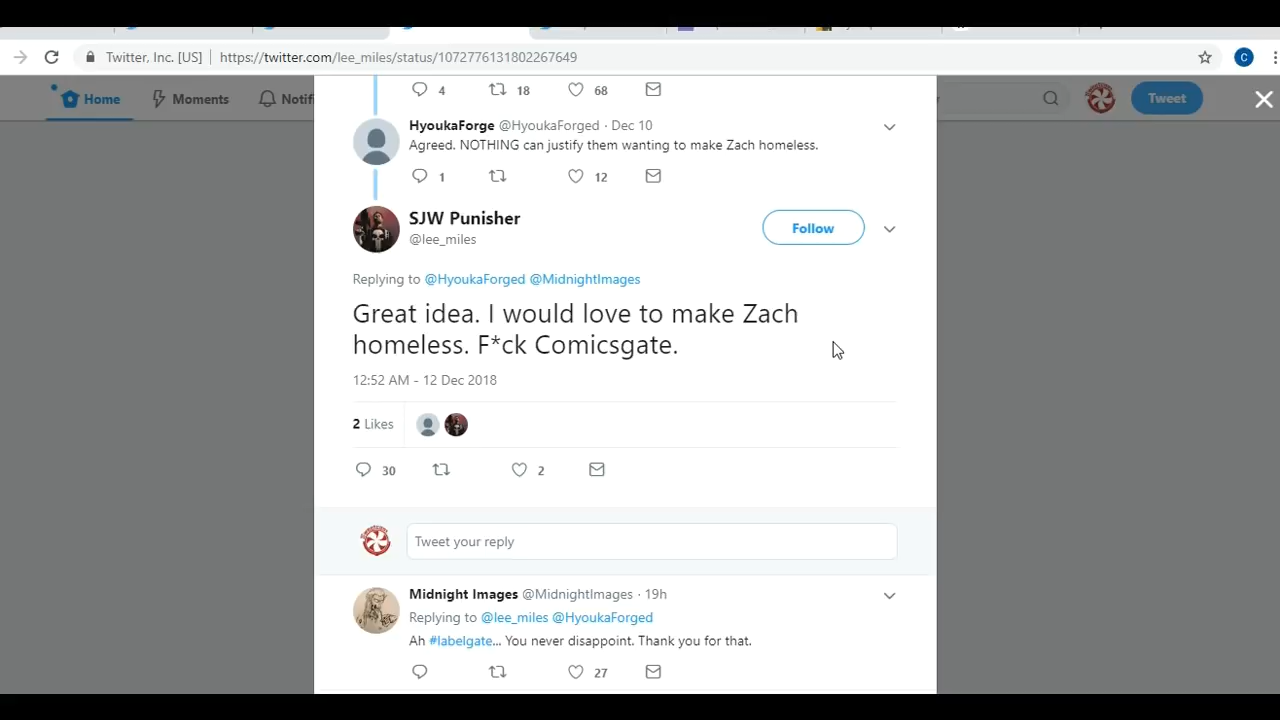 Twitter, Inc. [US] https://twitter.com/lee_miles/status/1072776131802267649
Home Moments Notifi Tweet
4 18 68
HyoukaForge @HyoukaForged · Dec 10
Agreed. NOTHING can justify them wanting to make Zach homeless.
1 12
SJW Punisher
@lee_miles
Follow
Replying to @HyoukaForged @MidnightImages
Great idea. I would love to make Zach
homeless. F*ck Comicsgate.
12:52 AM - 12 Dec 2018
2 Likes
30 2
Tweet your reply
Midnight Images @MidnightImages · 19h
Replying to @lee_miles @HyoukaForged
Ah #labelgate... You never disappoint. Thank you for that.
27